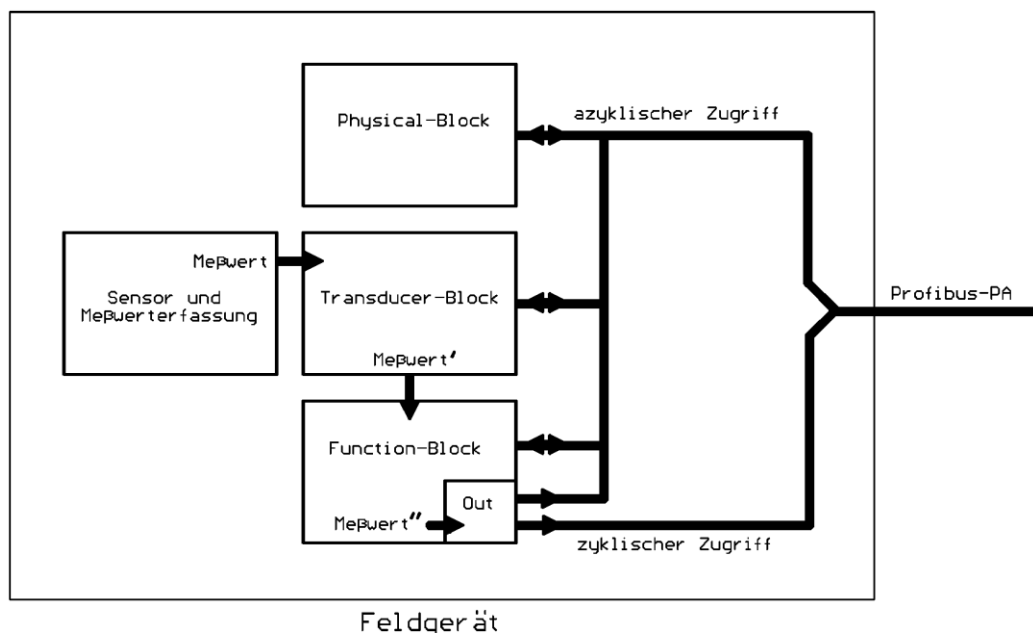 Physical-Block
azyklischer Zugriff
Meßwert
Sensor und
Meßwerterfassung
Transducer-Block
Meßwert'
Profibus-PA
Function-Block
Out
Meßwert''
zyklischer Zugriff
Feldgerät